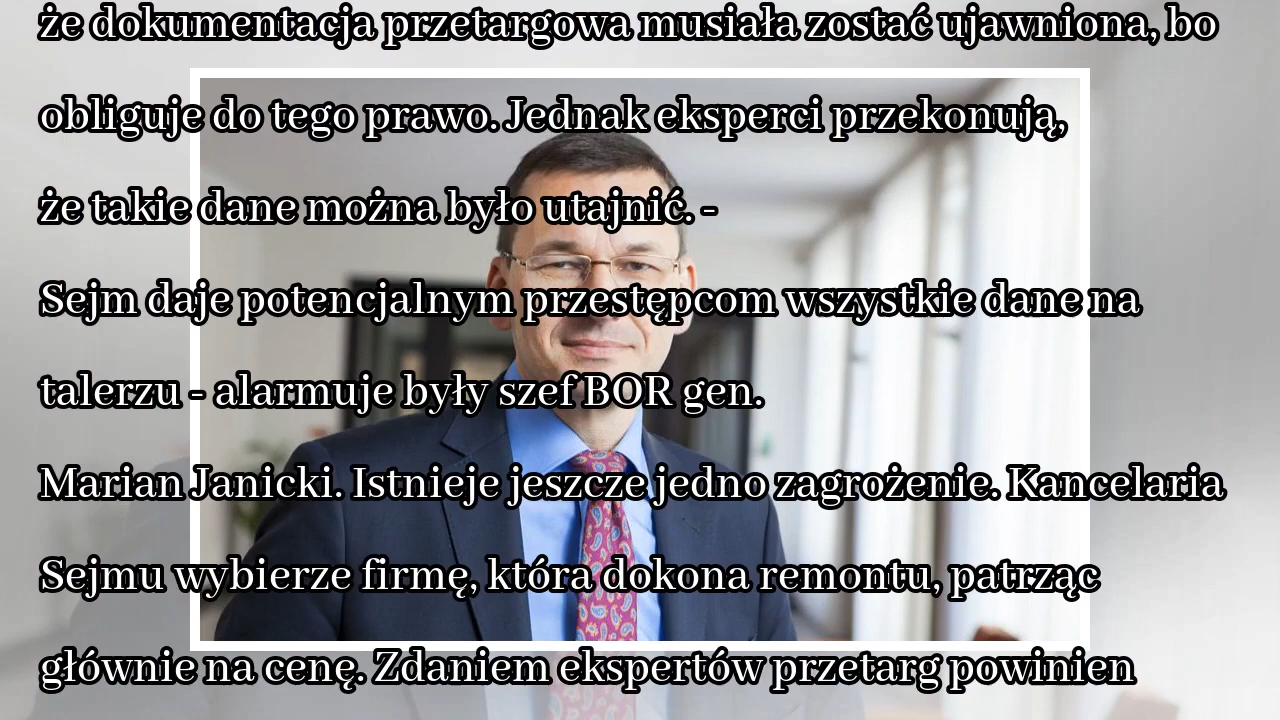 że dokumentacja przetargowa musiała zostać ujawniona, bo
obliguje do tego prawo. Jednak eksperci przekonują,
że takie dane można było utajnić. -
Sejm daje potencjalnym przestępcom wszystkie dane na
talerzu - alarmuje były szef BOR gen.
Marian Janicki. Istnieje jeszcze jedno zagrożenie. Kancelaria
Sejmu wybierze firmę, która dokona remontu, patrząc
głównie na cenę. Zdaniem ekspertów przetarg powinien